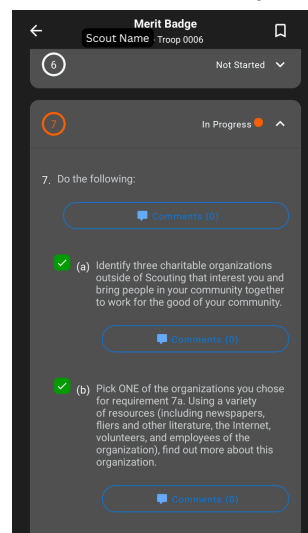 Merit Badge
Scout Name · Troop 0006
6 Not Started
7 In Progress
7. Do the following:
Comments (0)
(a) Identify three charitable organizations
outside of Scouting that interest you and
bring people in your community together
to work for the good of your community.
Comments (0)
(b) Pick ONE of the organizations you chose
for requirement 7a. Using a variety
of resources (including newspapers,
fliers and other literature, the Internet,
volunteers, and employees of the
organization), find out more about this
organization.
Comments (0)